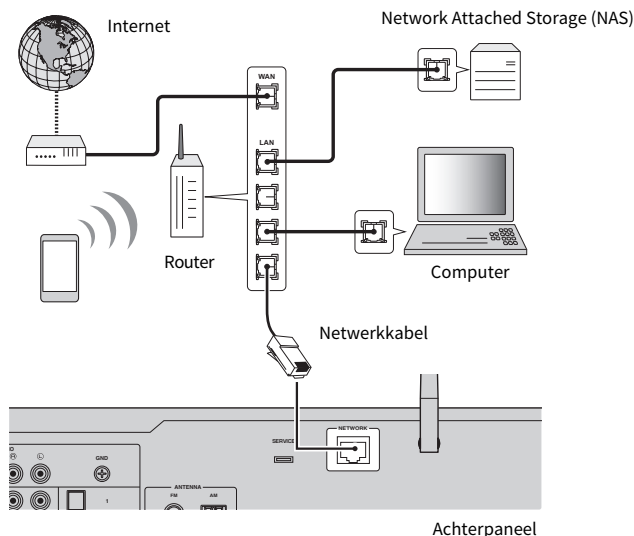 Internet
Network Attached Storage (NAS)
WAN
LAN
Router
Computer
Netwerkkabel
SERVICE
NETWORK
R
L
GND
1
ANTENNA
FM
AM
Achterpaneel